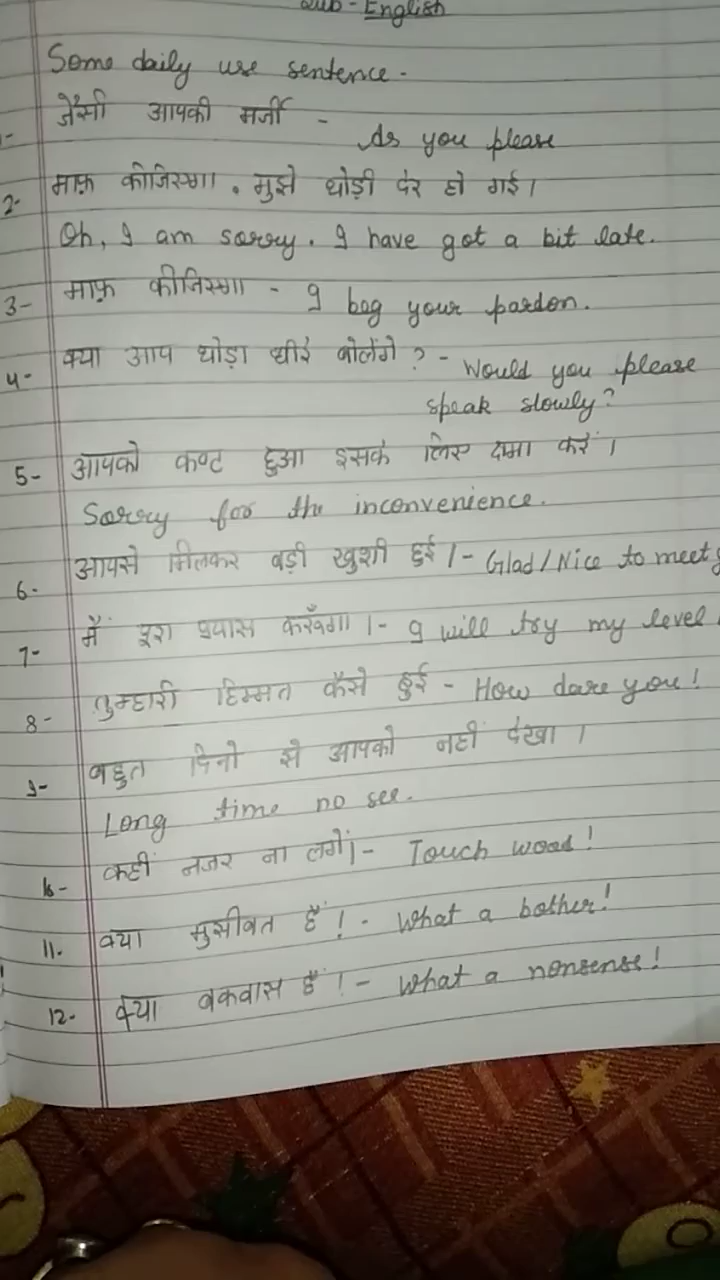 Sub - English
Some daily use sentence.
1- जैसी आपकी मर्जी - As you please
2- माफ़ कीजिएगा. मुझे थोड़ी देर हो गई।
Oh, I am sorry. I have got a bit late.
3- माफ़ कीजिएगा - I bag your pardon.
4- क्या आप थोड़ा धीरे बोलेंगे ? - Would you please
speak slowly?
5- आपको कष्ट हुआ इसके लिए क्षमा करें ।
Sorry for the inconvenience.
6- आपसे मिलकर बड़ी खुशी हुई।- Glad/Nice to meet
7- मैं पूरा प्रयास करूँगा।- I will try my level
8- तुम्हारी हिम्मत कैसे हुई - How dare you!
9- बहुत दिनो से आपको नहीं देखा ।
Long time no see.
10- कहीं नजर ना लगें।- Touch wood!
11. क्या मुसीबत हैं ! - What a bother!
12- क्या बकवास हैं ! - What a nonsense!